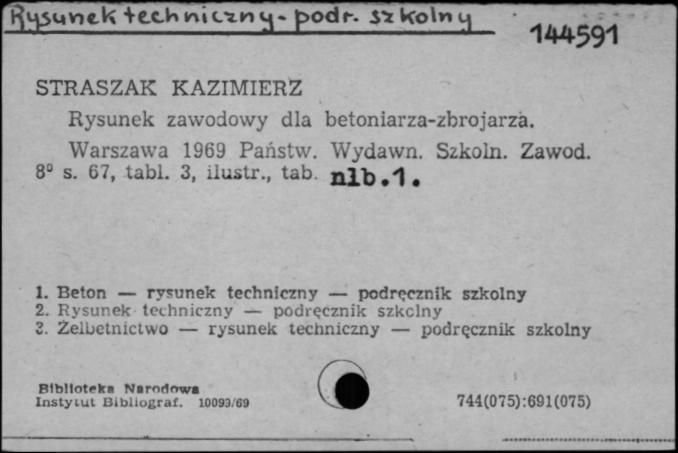 Rysunek techniczny - podr. szkolny
144591
STRASZAK KAZIMIERZ
Rysunek zawodowy dla betoniarza-zbrojarza.
Warszawa 1969 Państw. Wydawn. Szkoln. Zawod.
8° s. 67, tabl. 3, ilustr., tab. nlb.1.
1. Beton — rysunek techniczny — podręcznik szkolny
2. Rysunek techniczny — podręcznik szkolny
3. Żelbetnictwo — rysunek techniczny — podręcznik szkolny
Biblioteka Narodowa
Instytut Bibliograf. 10093/69
744(075):691(075)